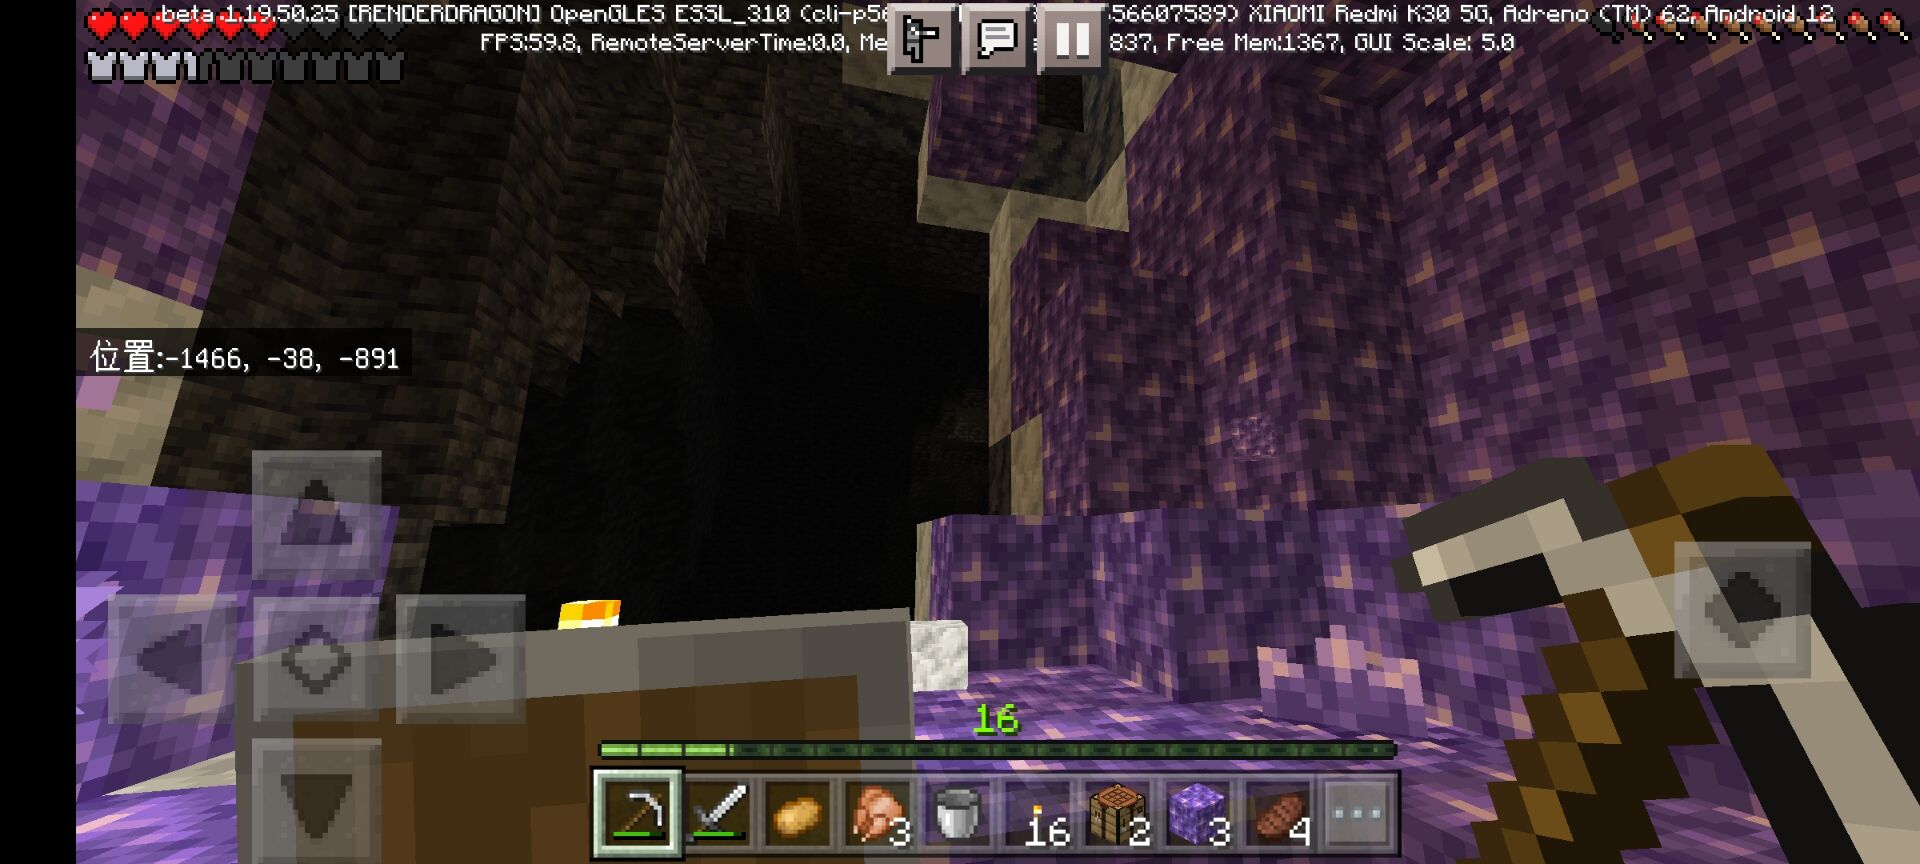 beta 1.19.50.25 [RENDERDRAGON] OpenGLES ESSL_310 (cli-p56607589) XIAOMI Redmi K30 5G, Adreno (TM) 62, Android 12
FPS:59.8, RemoteServerTime:0.0, Me 837, Free Mem:1367, GUI Scale: 5.0
位置:-1466, -38, -891
16
3
16
2
3
4